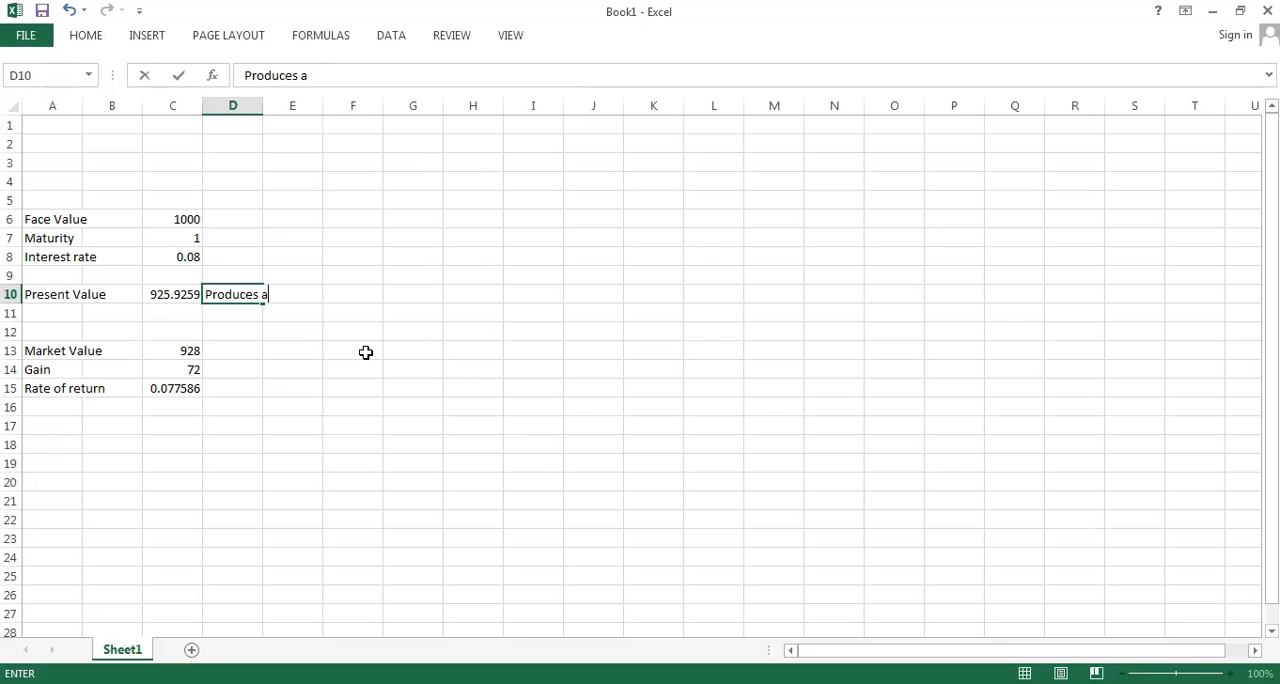 Book1 - Excel
?
FILE HOME INSERT PAGE LAYOUT FORMULAS DATA REVIEW VIEW Sign in
D10 fx Produces a
A B C D E F G H I J K L M N O P Q R S T U
1
2
3
4
5
6 Face Value 1000
7 Maturity 1
8 Interest rate 0.08
9
10 Present Value 925.9259 Produces a
11
12
13 Market Value 928
14 Gain 72
15 Rate of return 0.077586
16
17
18
19
20
21
22
23
24
25
26
27
28
Sheet1
ENTER 100%